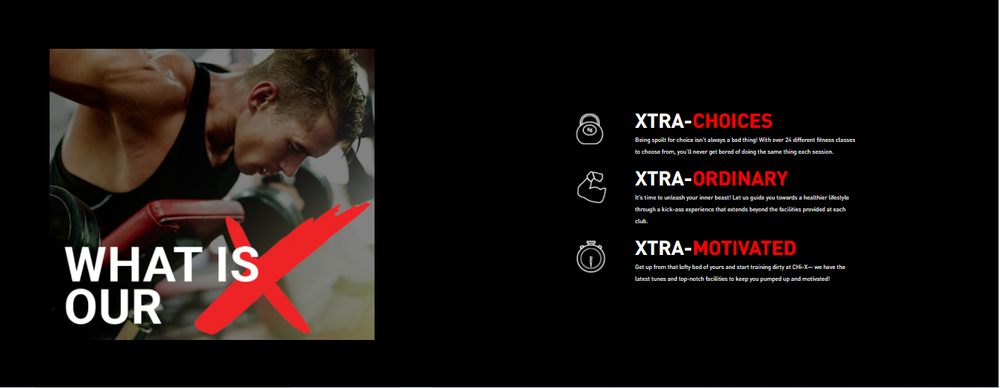 WHAT IS
OUR X
XTRA-CHOICES
Being spoilt for choice isn't always a bad thing! With over 24 different fitness classes
to choose from, you'll never get bored of doing the same thing each session.
XTRA-ORDINARY
It's time to unleash your inner beast! Let us guide you towards a healthier lifestyle
through a kick-ass experience that extends beyond the facilities provided at each
club.
XTRA-MOTIVATED
Get up from that lofty bed of yours and start training dirty at CHi-X— we have the
latest tunes and top-notch facilities to keep you pumped up and motivated!